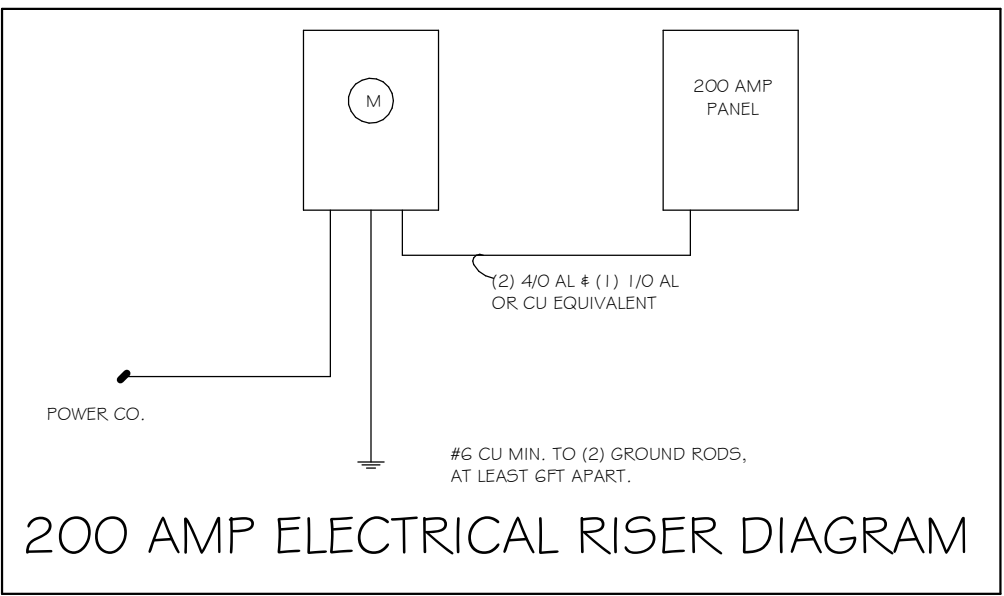 M
200 AMP
PANEL
(2) 4/0 AL & (1) 1/0 AL
OR CU EQUIVALENT
POWER CO.
#6 CU MIN. TO (2) GROUND RODS,
AT LEAST 6FT APART.
200 AMP ELECTRICAL RISER DIAGRAM